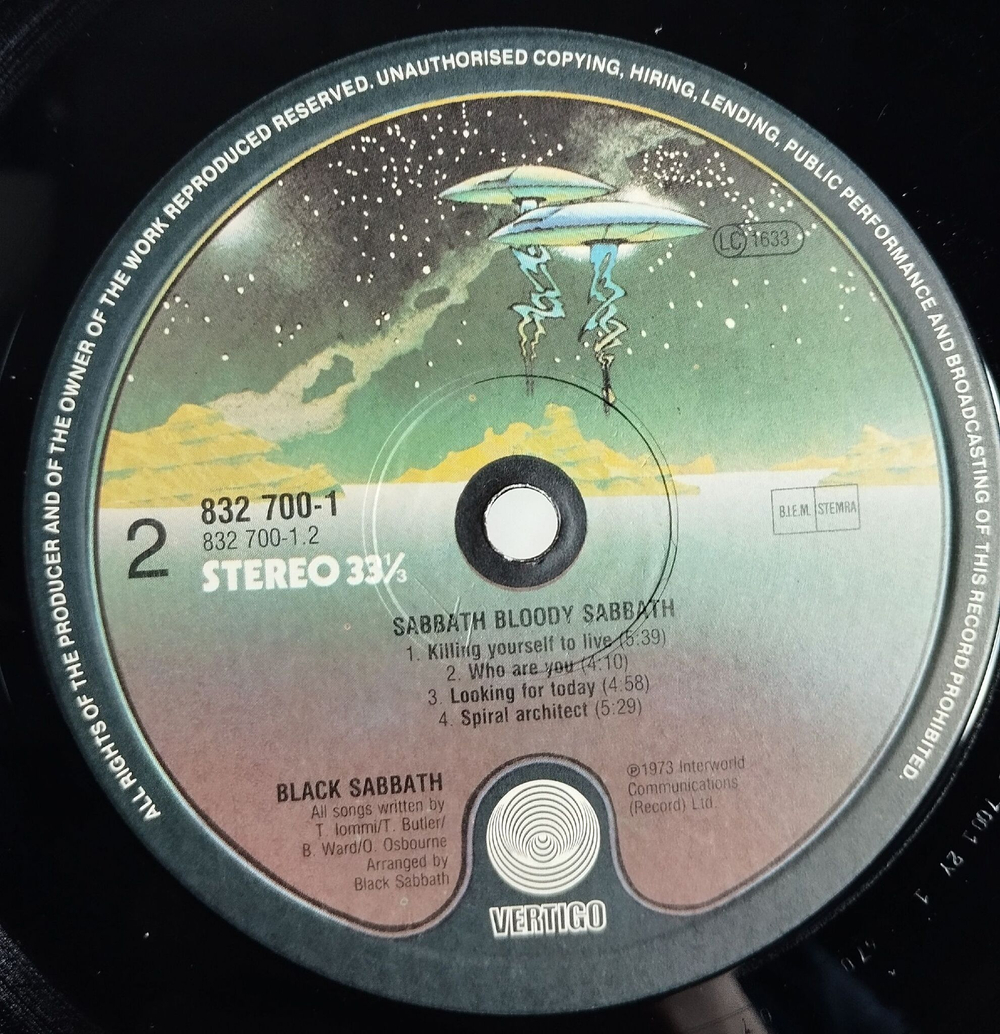 ALL RIGHTS OF THE PRODUCER AND OF THE OWNER OF THE WORK REPRODUCED RESERVED. UNAUTHORISED COPYING, HIRING, LENDING, PUBLIC PERFORMANCE AND BROADCASTING OF THIS RECORD PROHIBITED.
LC 1633
2
832 700-1
832 700-1.2
STEREO 33⅓
B.I.E.M. STEMRA
SABBATH BLOODY SABBATH
1. Killing yourself to live (5:39)
2. Who are you (4:10)
3. Looking for today (4:58)
4. Spiral architect (5:29)
BLACK SABBATH
All songs written by
T. Iommi/T. Butler/
B. Ward/O. Osbourne
Arranged by
Black Sabbath
℗1973 Interworld
Communications
(Record) Ltd.
VERTIGO